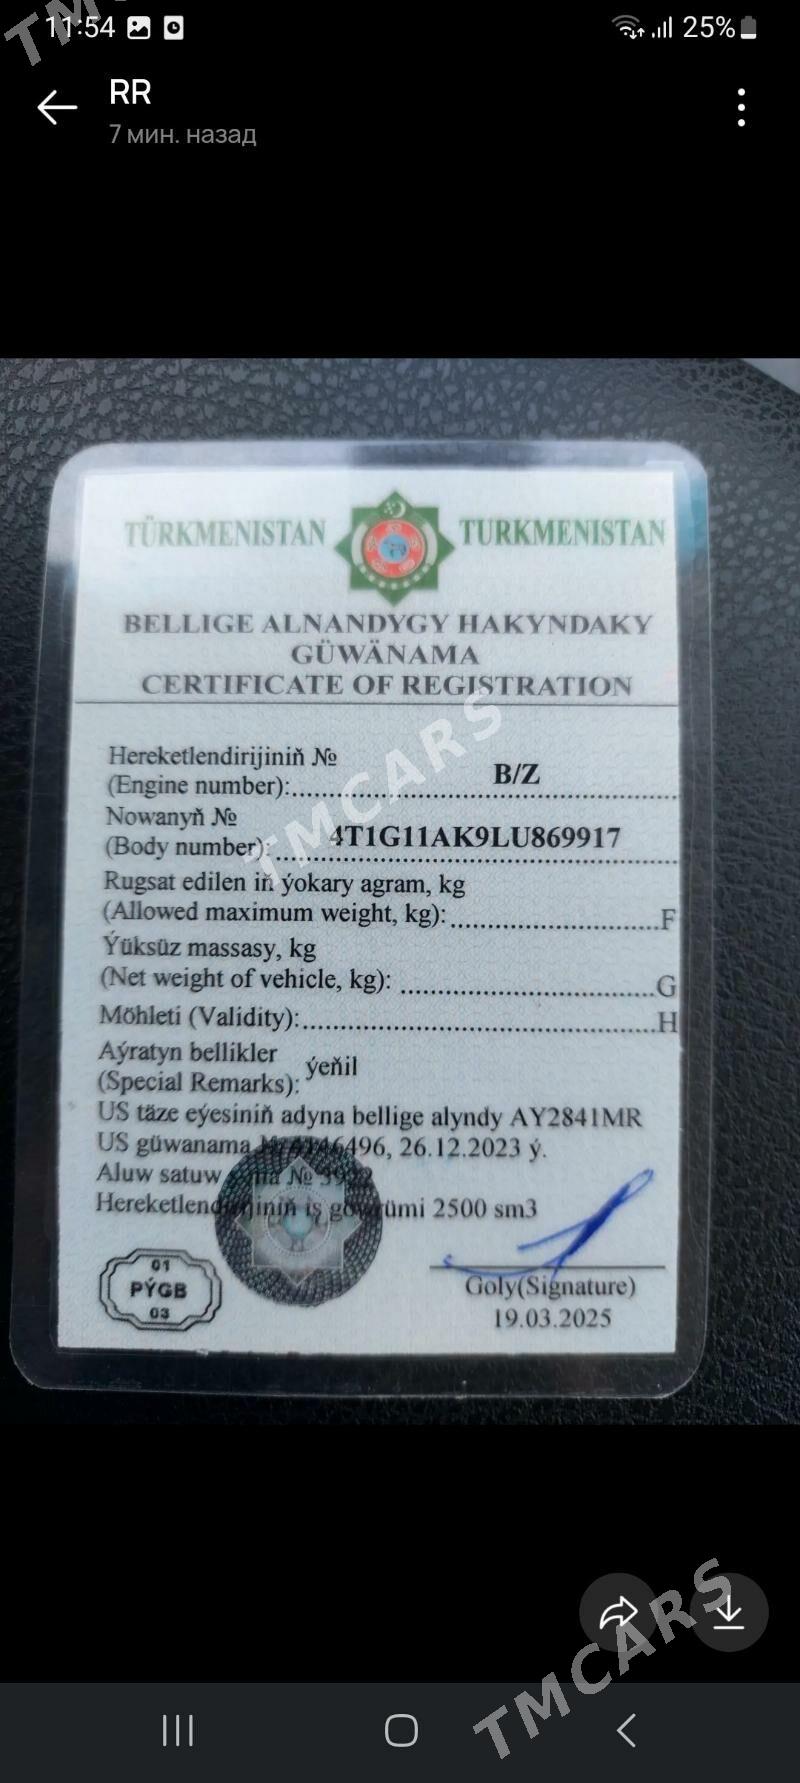 11:54
25%
RR
7 мин. назад
TÜRKMENISTAN TURKMENISTAN
BELLIGE ALNANDYGY HAKYNDAKY
GÜWÄNAMA
CERTIFICATE OF REGISTRATION
Hereketlendirijiniň №
(Engine number):
B/Z
Nowanyň №
(Body number):
4T1G11AK9LU869917
Rugsat edilen iň ýokary agram, kg
(Allowed maximum weight, kg): F
Ýüksüz massasy, kg
(Net weight of vehicle, kg): G
Möhleti (Validity): H
Aýratyn bellikler
(Special Remarks): ýeňil
US täze eýesiniň adyna bellige alyndy AY2841MR
US güwanama 26.12.2023 ý.
Aluw satuw №
iş 2500 sm3
01
PÝGB
03
Goly(Signature)
19.03.2025
TMCARS
TMCARS